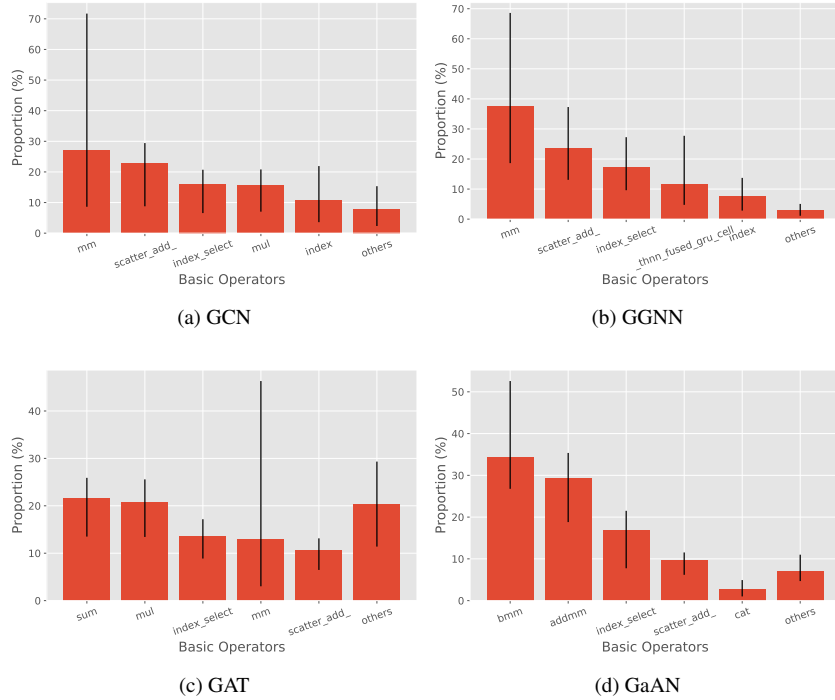 70
60
50
40
30
20
10
0
Proportion (%)
mm scatter_add_ index_select mul index others
Basic Operators
(a) GCN
70
60
50
40
30
20
10
0
Proportion (%)
mm scatter_add_ index_select _thnn_fused_gru_cell index others
Basic Operators
(b) GGNN
40
30
20
10
0
Proportion (%)
sum mul index_select mm scatter_add_ others
Basic Operators
(c) GAT
50
40
30
20
10
0
Proportion (%)
bmm addmm index_select scatter_add_ cat others
Basic Operators
(d) GaAN